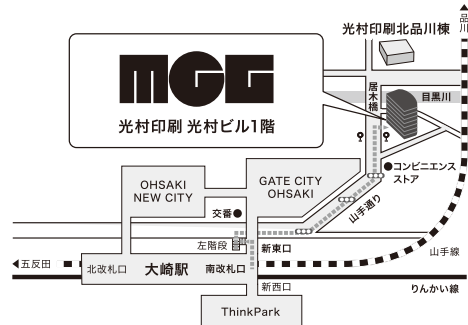 品川
光村印刷北品川棟
居木橋
目黒川
MGG
光村印刷 光村ビル1階
コンビニエンス
ストア
OHSAKI
NEW CITY
GATE CITY
OHSAKI
山手通り
交番
左階段
新東口
山手線
五反田
北改札口
大崎駅
南改札口
新西口
りんかい線
ThinkPark